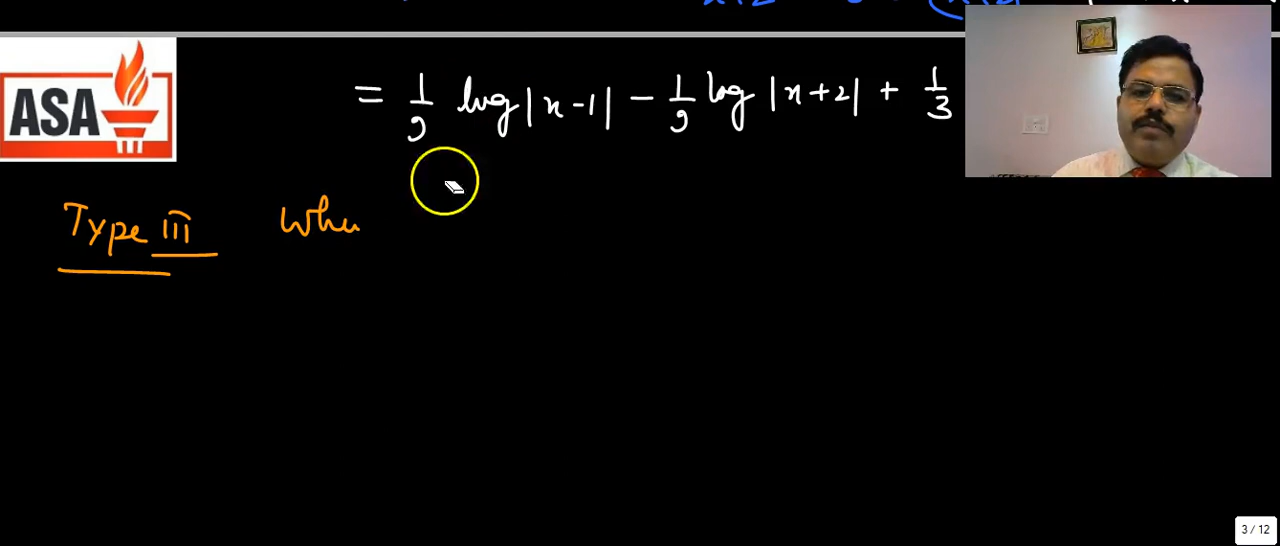 ASA
= 1/9 log|x-1| - 1/9 log|x+2| + 1/3
Type III Whe
3 / 12